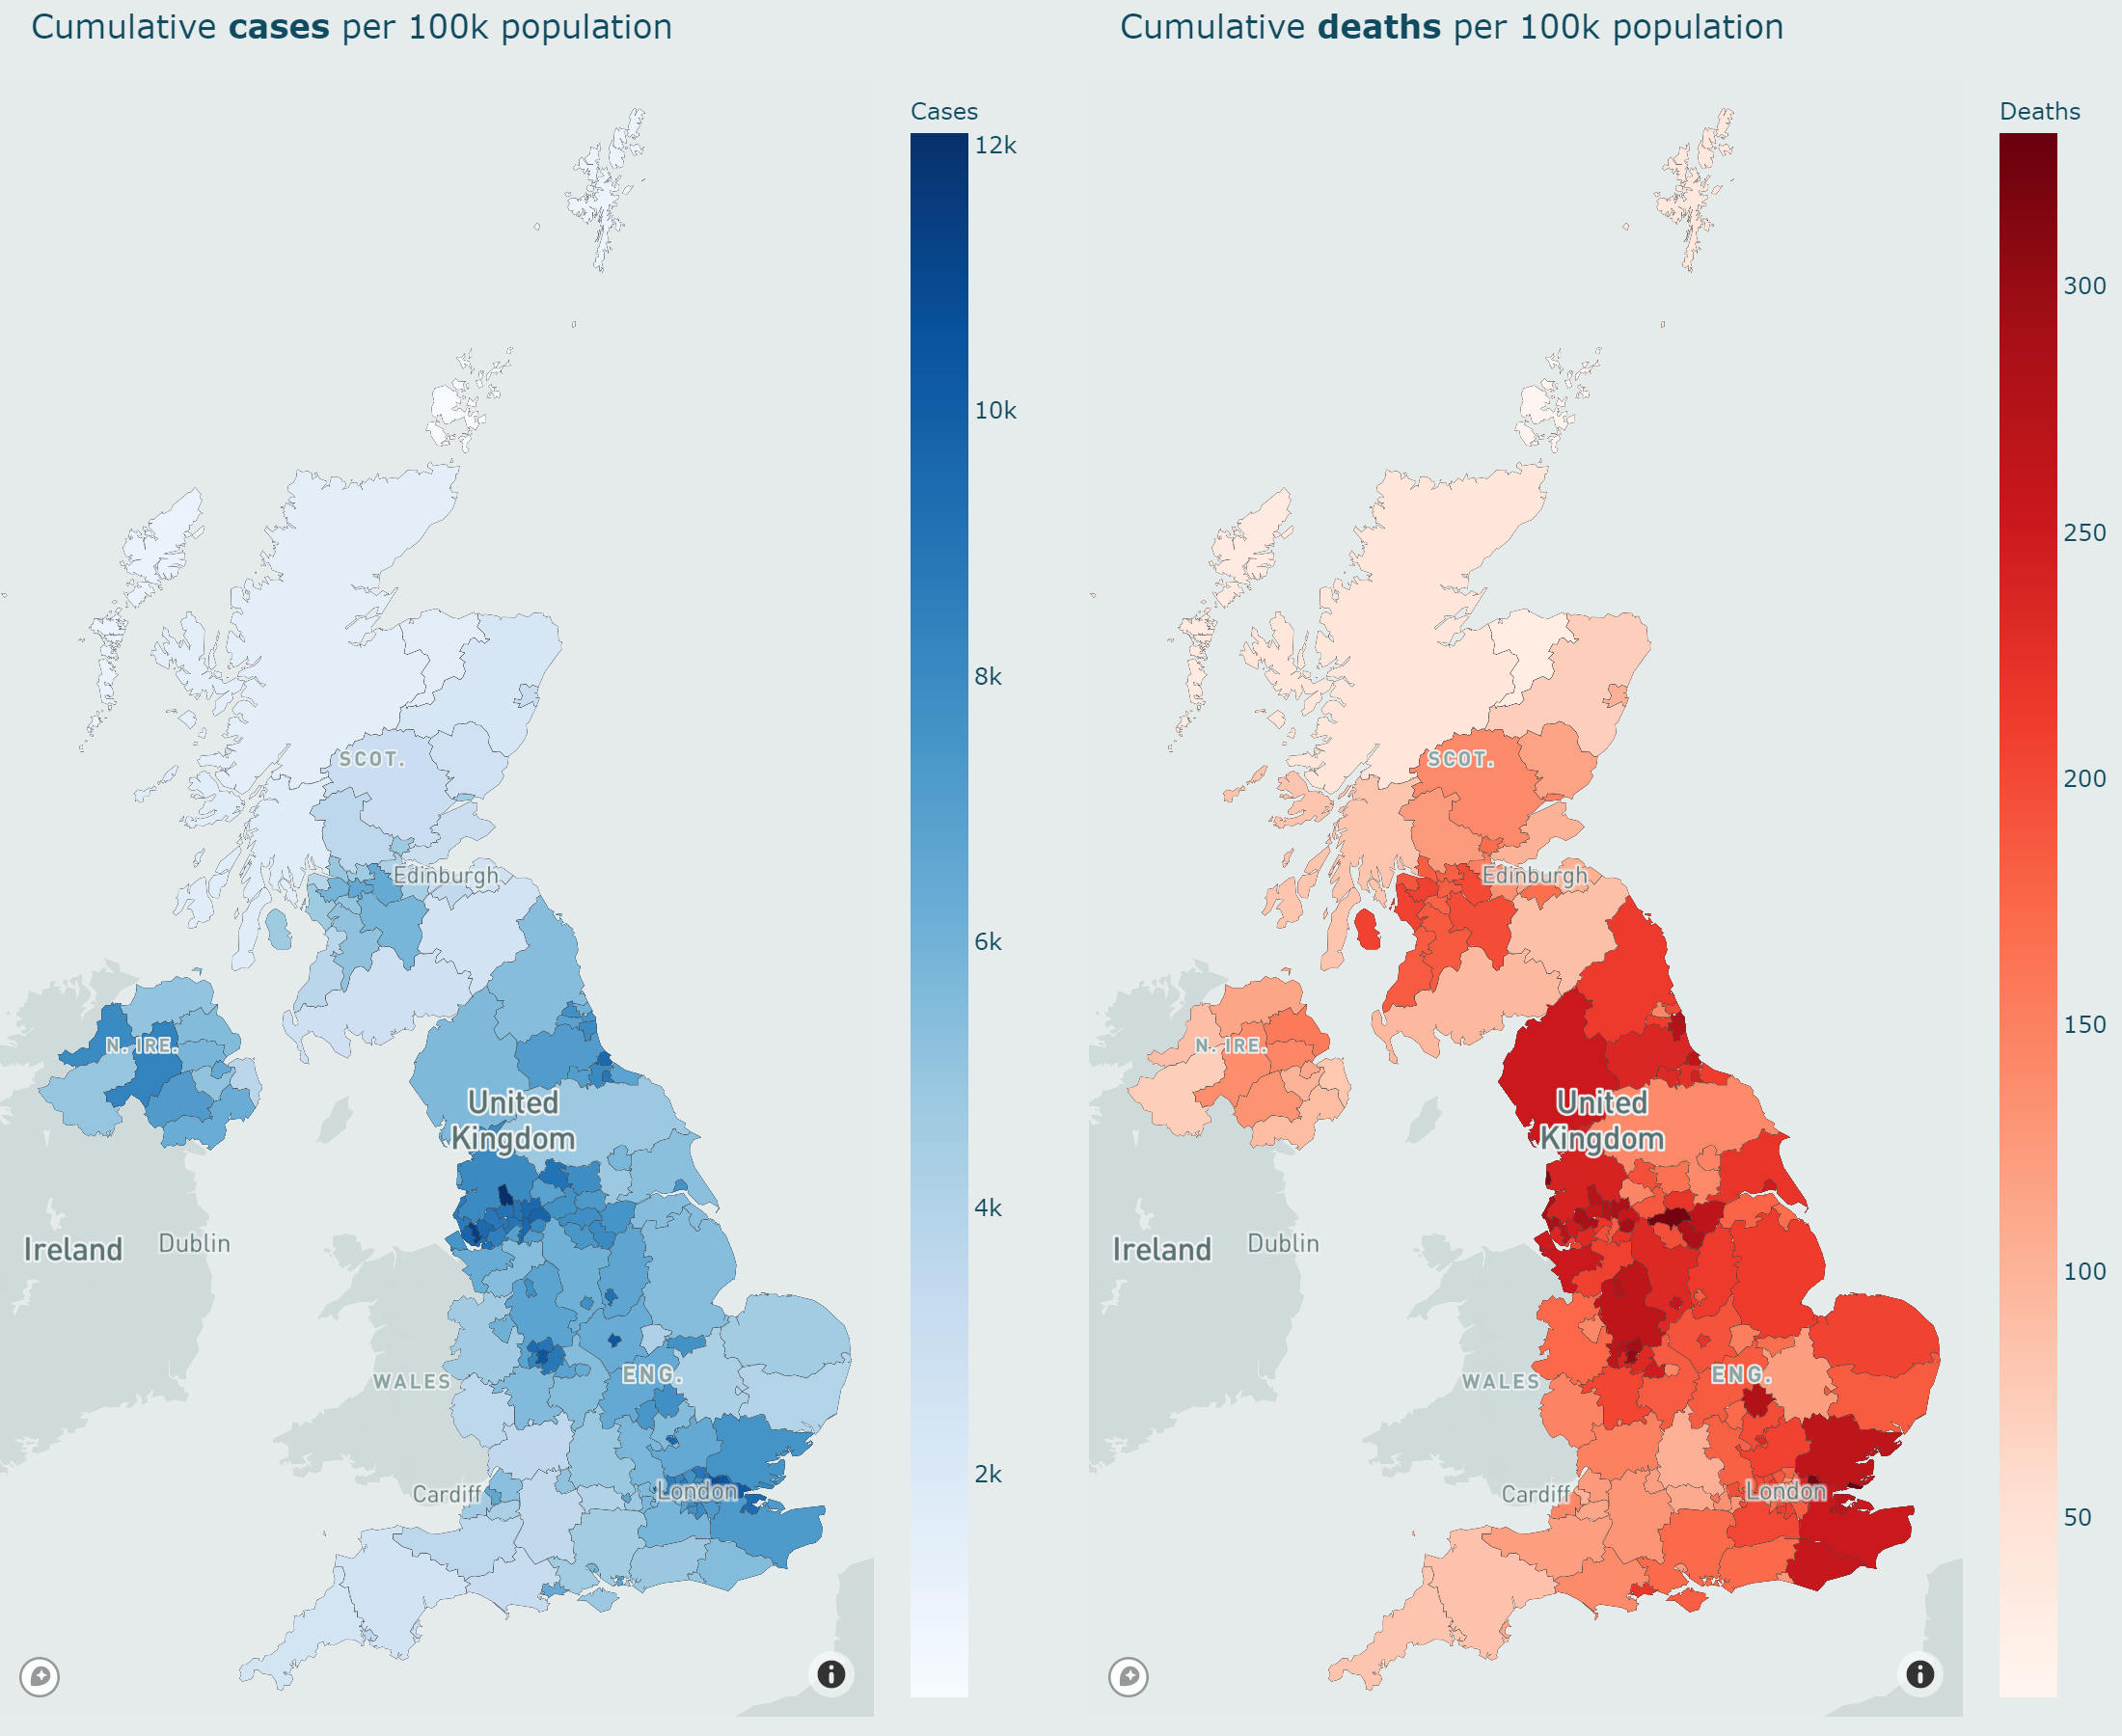 Cumulative cases per 100k population
Cases
12k
10k
8k
6k
4k
2k
SCOT.
Edinburgh
N. IRE.
United
Kingdom
Ireland
Dublin
WALES
ENG.
Cardiff
London
Cumulative deaths per 100k population
Deaths
300
250
200
150
100
50
SCOT.
Edinburgh
N. IRE.
United
Kingdom
Ireland
Dublin
WALES
ENG.
Cardiff
London